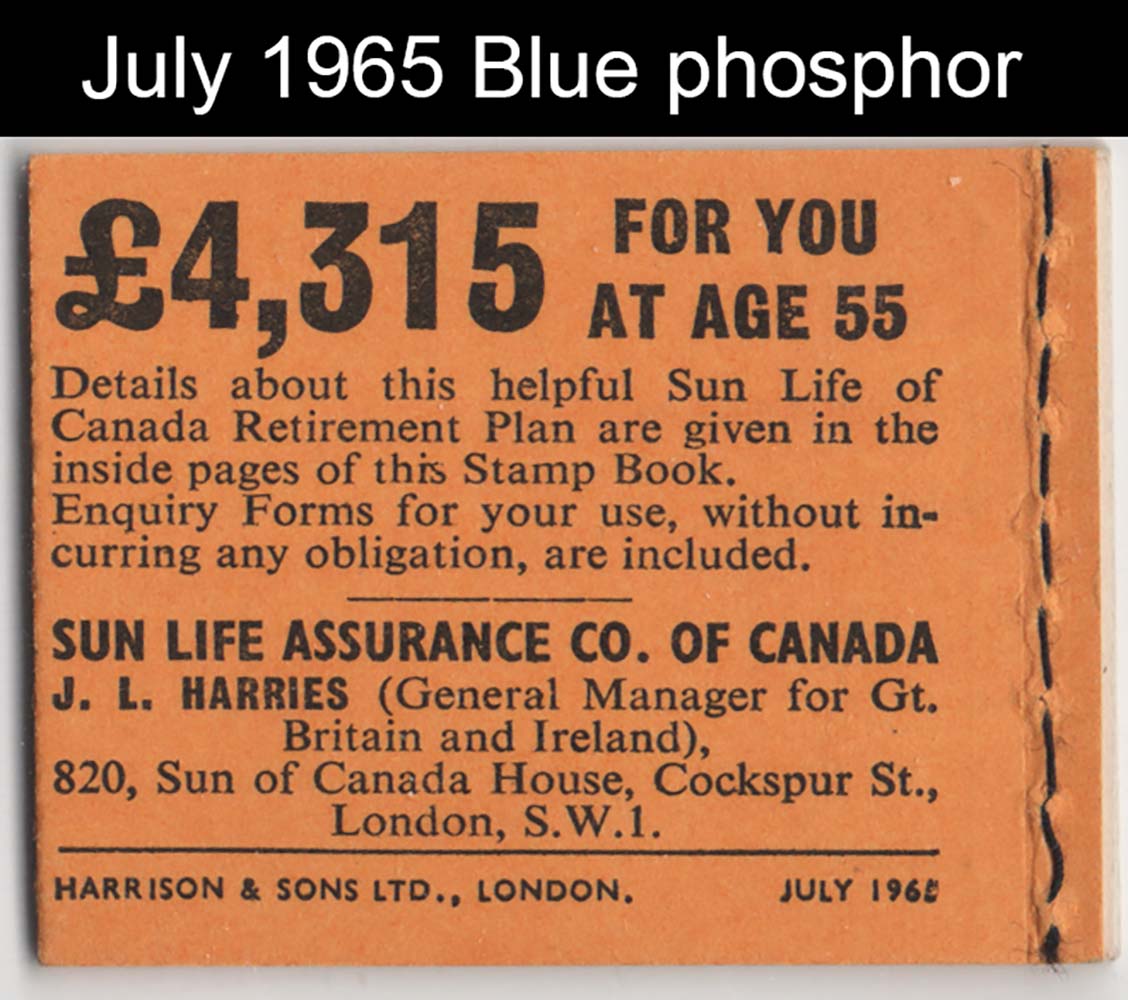 July 1965 Blue phosphor
£4,315 FOR YOU
AT AGE 55
Details about this helpful Sun Life of
Canada Retirement Plan are given in the
inside pages of this Stamp Book.
Enquiry Forms for your use, without in-
curring any obligation, are included.
SUN LIFE ASSURANCE CO. OF CANADA
J. L. HARRIES (General Manager for Gt.
Britain and Ireland),
820, Sun of Canada House, Cockspur St.,
London, S.W.1.
HARRISON & SONS LTD., LONDON. JULY 1965